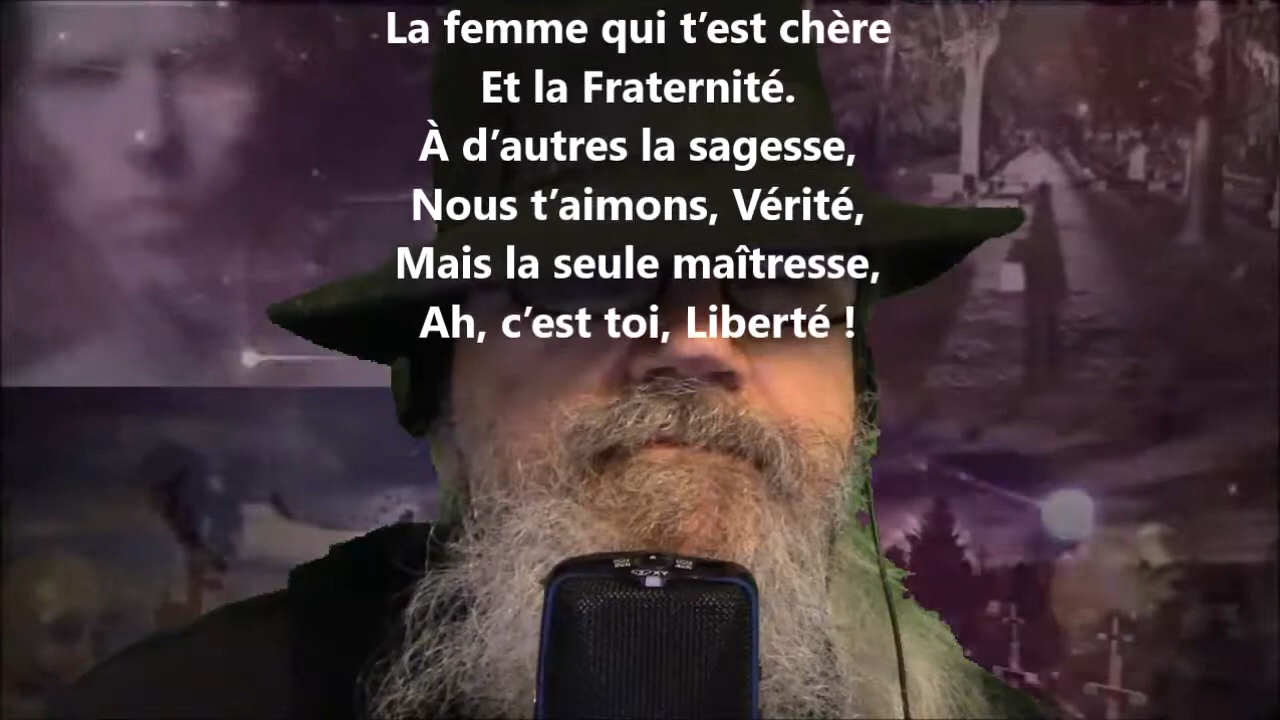 La femme qui t’est chère
Et la Fraternité.
À d’autres la sagesse,
Nous t’aimons, Vérité,
Mais la seule maîtresse,
Ah, c’est toi, Liberté !